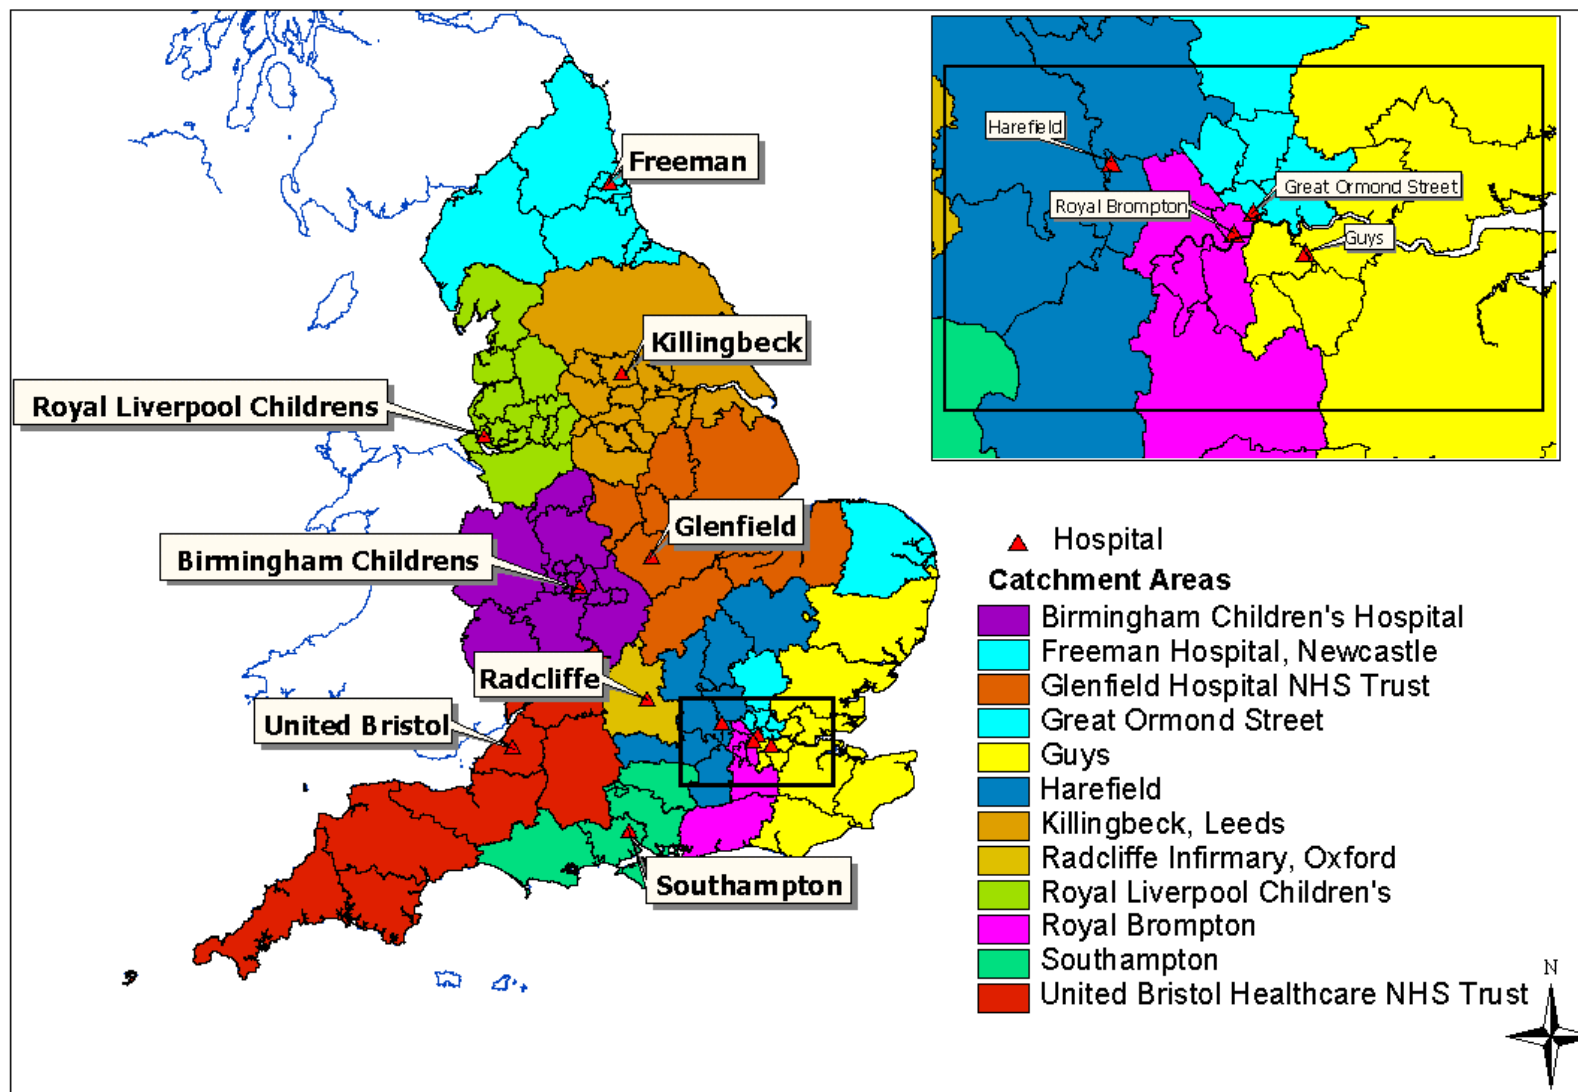 Freeman
Killingbeck
Royal Liverpool Childrens
Glenfield
Birmingham Childrens
Radcliffe
United Bristol
Southampton
Harefield
Great Ormond Street
Royal Brompton
Guys
Hospital
Catchment Areas
Birmingham Children's Hospital
Freeman Hospital, Newcastle
Glenfield Hospital NHS Trust
Great Ormond Street
Guys
Harefield
Killingbeck, Leeds
Radcliffe Infirmary, Oxford
Royal Liverpool Children's
Royal Brompton
Southampton
United Bristol Healthcare NHS Trust
N